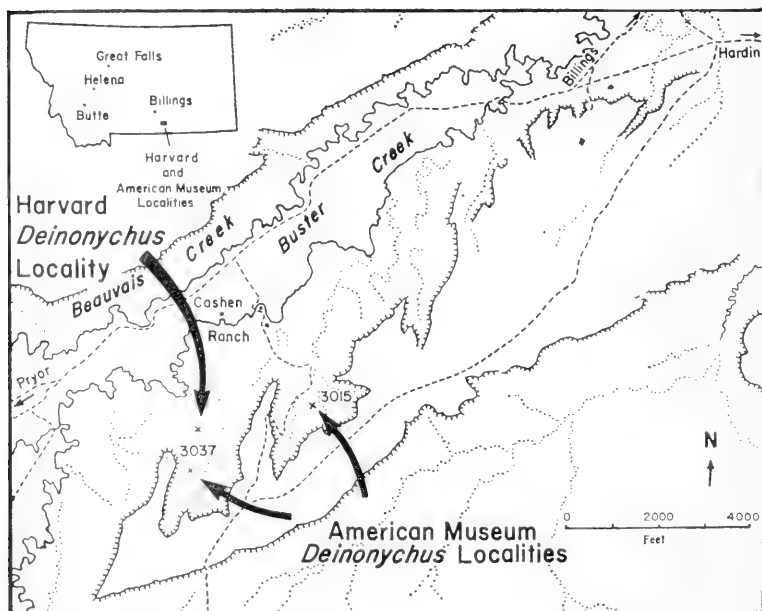 Great Falls
Helena
Butte
Billings
Harvard
and
American Museum
Localities
Billings
Hardin
Harvard
Deinonychus
Locality
Beauvais Creek
Buster Creek
Cashen
Ranch
Pryor
3015
3037
N
American Museum
Deinonychus Localities
0 2000 4000
Feet